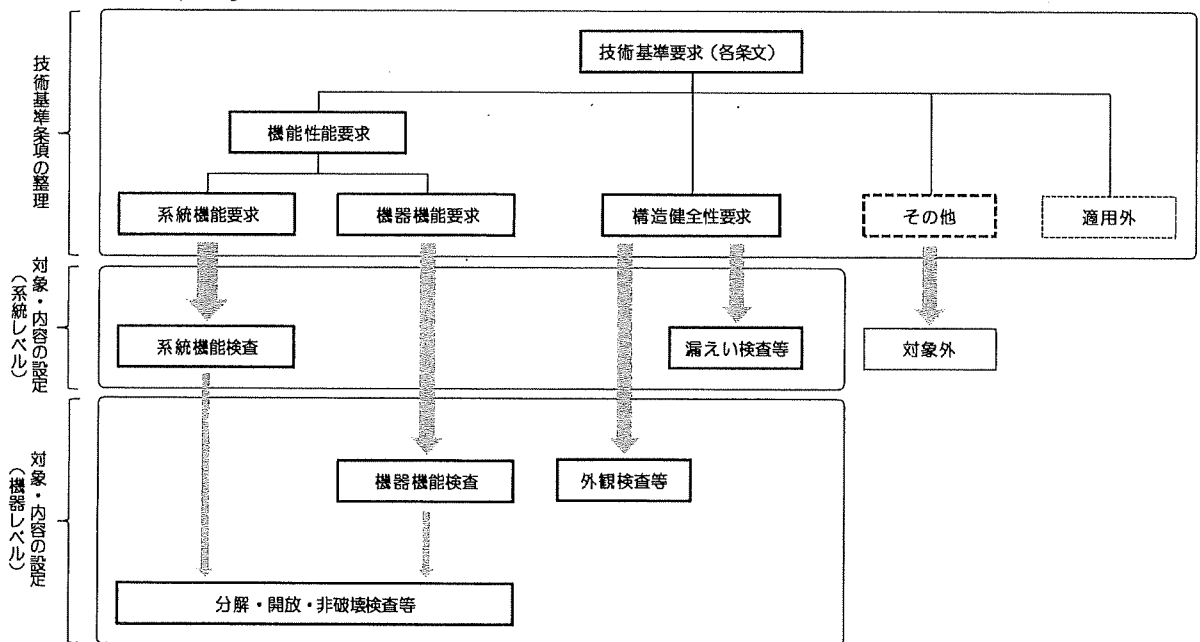 技術基準条項の整理
技術基準要求（各条文）
機能性能要求
系統機能要求
機器機能要求
構造健全性要求
その他
適用外
対象・内容の設定
（系統レベル）
系統機能検査
漏えい検査等
対象外
対象・内容の設定
（機器レベル）
機器機能検査
外観検査等
分解・開放・非破壊検査等